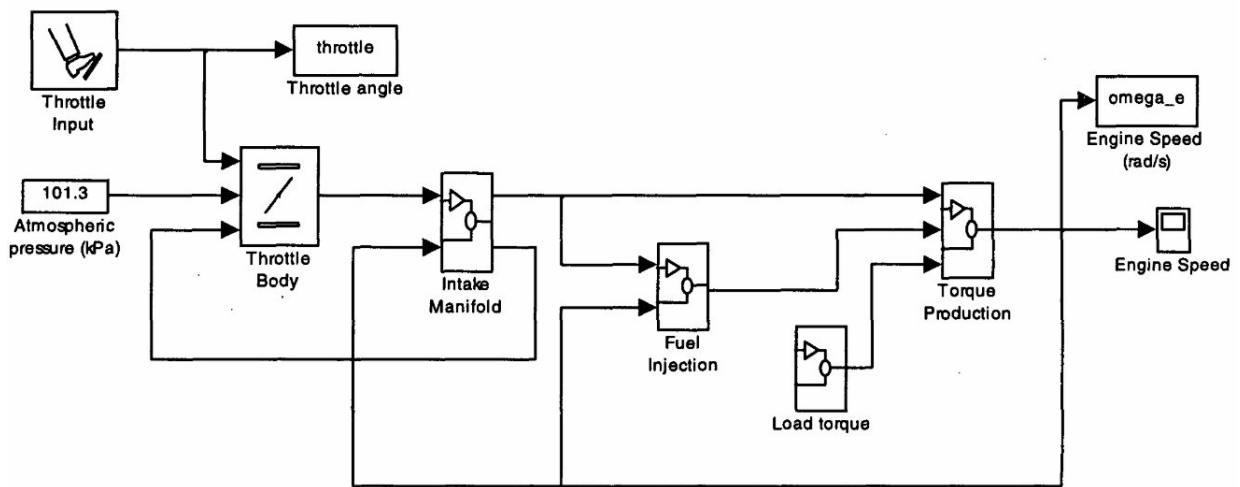 throttle
Throttle angle
Throttle
Input
omega_e
Engine Speed
(rad/s)
101.3
Atmospheric
pressure (kPa)
Throttle
Body
Intake
Manifold
Fuel
Injection
Torque
Production
Engine Speed
Load torque